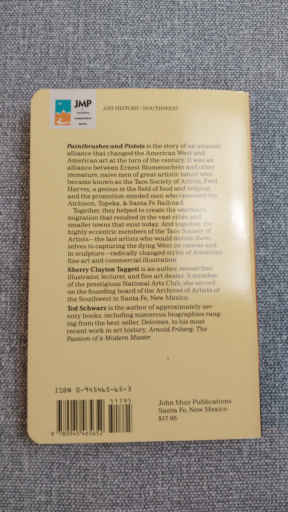 JMP
ART HISTORY / SOUTHWEST
Paintbrushes and Pistols is the story of an unusual
alliance that changed the American West and
American art at the turn of the century. It was an
alliance between Ernest Blumenschein and other
immature, naive men of great artistic talent who
became known as the Taos Society of Artists, Fred
Harvey, a genius in the field of food and lodging,
and the promotion-minded men who the
Atchison, Topeka, & Santa Fe Railroad.
Together, they helped to create the westward
migration that resulted in the vast cities and
smaller towns that exist today. And together, the
highly eccentric members of the Taos Society of
Artists—the last artists who would devote them-
selves to capturing the dying West on canvas and
in sculpture—radically changed styles of American
fine art and commercial illustration.
Sherry Clayton Taggett is an author, researcher,
illustrator, lecturer, and fine art dealer. A member
of the prestigious National Arts Club, she served
on the founding board of the Archives of Artists of
the Southwest in Santa Fe, New Mexico.
Ted Schwarz is the author of approximately sev-
enty books, including numerous biographies rang-
ing from the best seller, DeLorean, to his most
recent work in art history, Arnold Friberg: The
Passion of a Modern Master.
ISBN 0-945465-65-3
51795
9 780945 465652
John Muir Publications
Santa Fe, New Mexico
$17.95